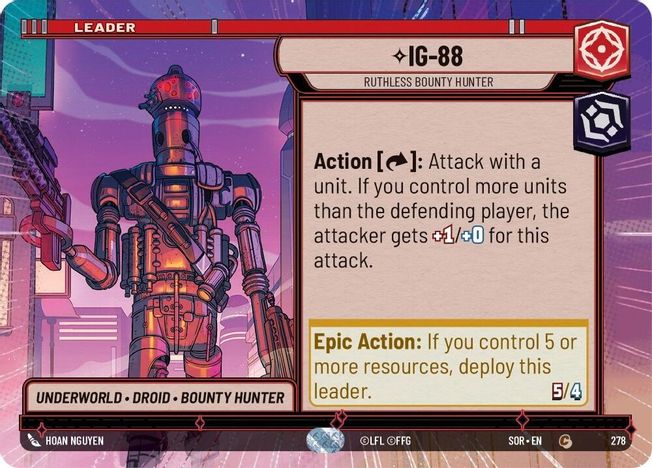 LEADER
✧IG-88
RUTHLESS BOUNTY HUNTER
Action [↷]: Attack with a
unit. If you control more units
than the defending player, the
attacker gets +1/+0 for this
attack.
Epic Action: If you control 5 or
more resources, deploy this
leader.
5/4
UNDERWORLD • DROID • BOUNTY HUNTER
HOAN NGUYEN ©LFL ©FFG SOR • EN C 278